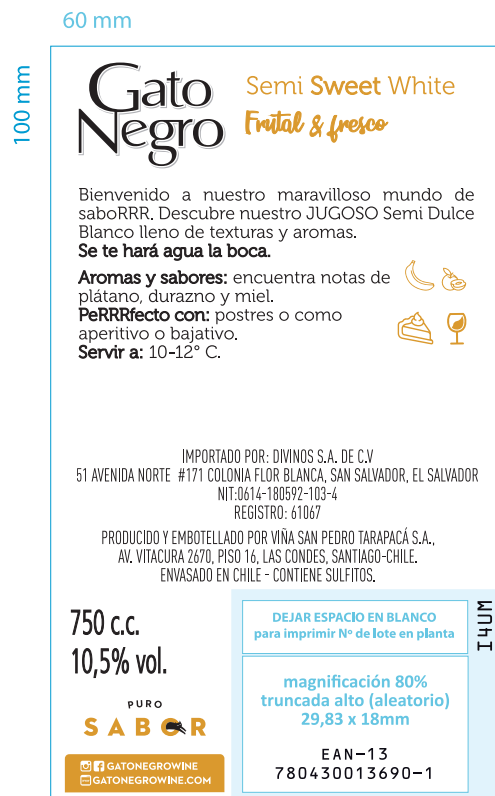 60 mm
100 mm
Gato
Negro
Semi Sweet White
Frutal & fresco
Bienvenido a nuestro maravilloso mundo de
saboRRR. Descubre nuestro JUGOSO Semi Dulce
Blanco lleno de texturas y aromas.
Se te hará agua la boca.
Aromas y sabores: encuentra notas de
plátano, durazno y miel.
PeRRRfecto con: postres o como
aperitivo o bajativo.
Servir a: 10-12° C.
IMPORTADO POR: DIVINOS S.A. DE C.V
51 AVENIDA NORTE #171 COLONIA FLOR BLANCA, SAN SALVADOR, EL SALVADOR
NIT:0614-180592-103-4
REGISTRO: 61067
PRODUCIDO Y EMBOTELLADO POR VIÑA SAN PEDRO TARAPACÁ S.A.,
AV. VITACURA 2670, PISO 16, LAS CONDES, SANTIAGO-CHILE.
ENVASADO EN CHILE - CONTIENE SULFITOS.
750 c.c.
10,5% vol.
PURO
SABOR
GATONEGROWINE
GATONEGROWINE.COM
DEJAR ESPACIO EN BLANCO
para imprimir Nº de lote en planta
I4UM
magnificación 80%
truncada alto (aleatorio)
29,83 x 18mm
EAN-13
780430013690-1